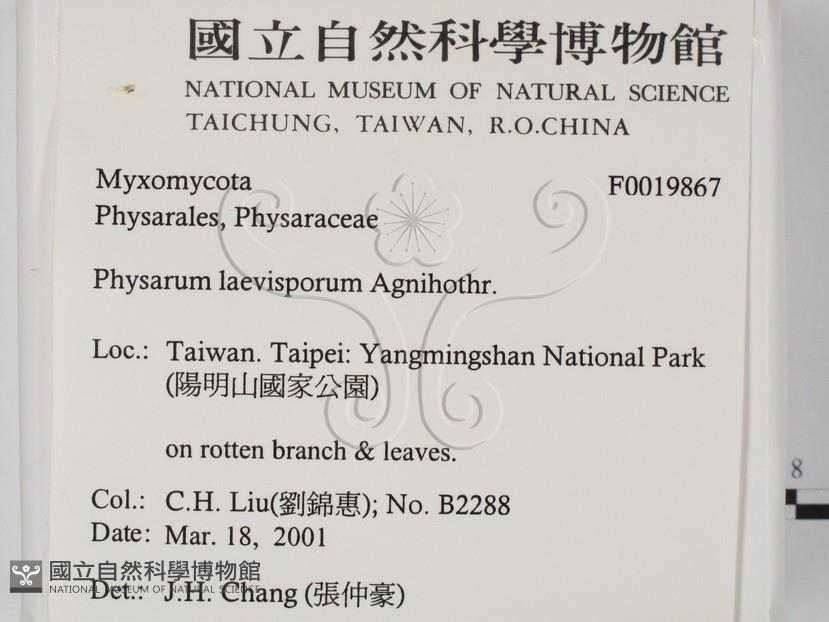 國立自然科學博物館
NATIONAL MUSEUM OF NATURAL SCIENCE
TAICHUNG, TAIWAN, R.O.CHINA
Myxomycota F0019867
Physarales, Physaraceae
Physarum laevisporum Agnihothr.
Loc.: Taiwan. Taipei: Yangmingshan National Park
(陽明山國家公園)
on rotten branch & leaves.
Col.: C.H. Liu(劉錦惠); No. B2288
Date: Mar. 18, 2001
Det.: J.H. Chang (張仲豪)
國立自然科學博物館
NATIONAL MUSEUM OF NATURAL SCIENCE
8